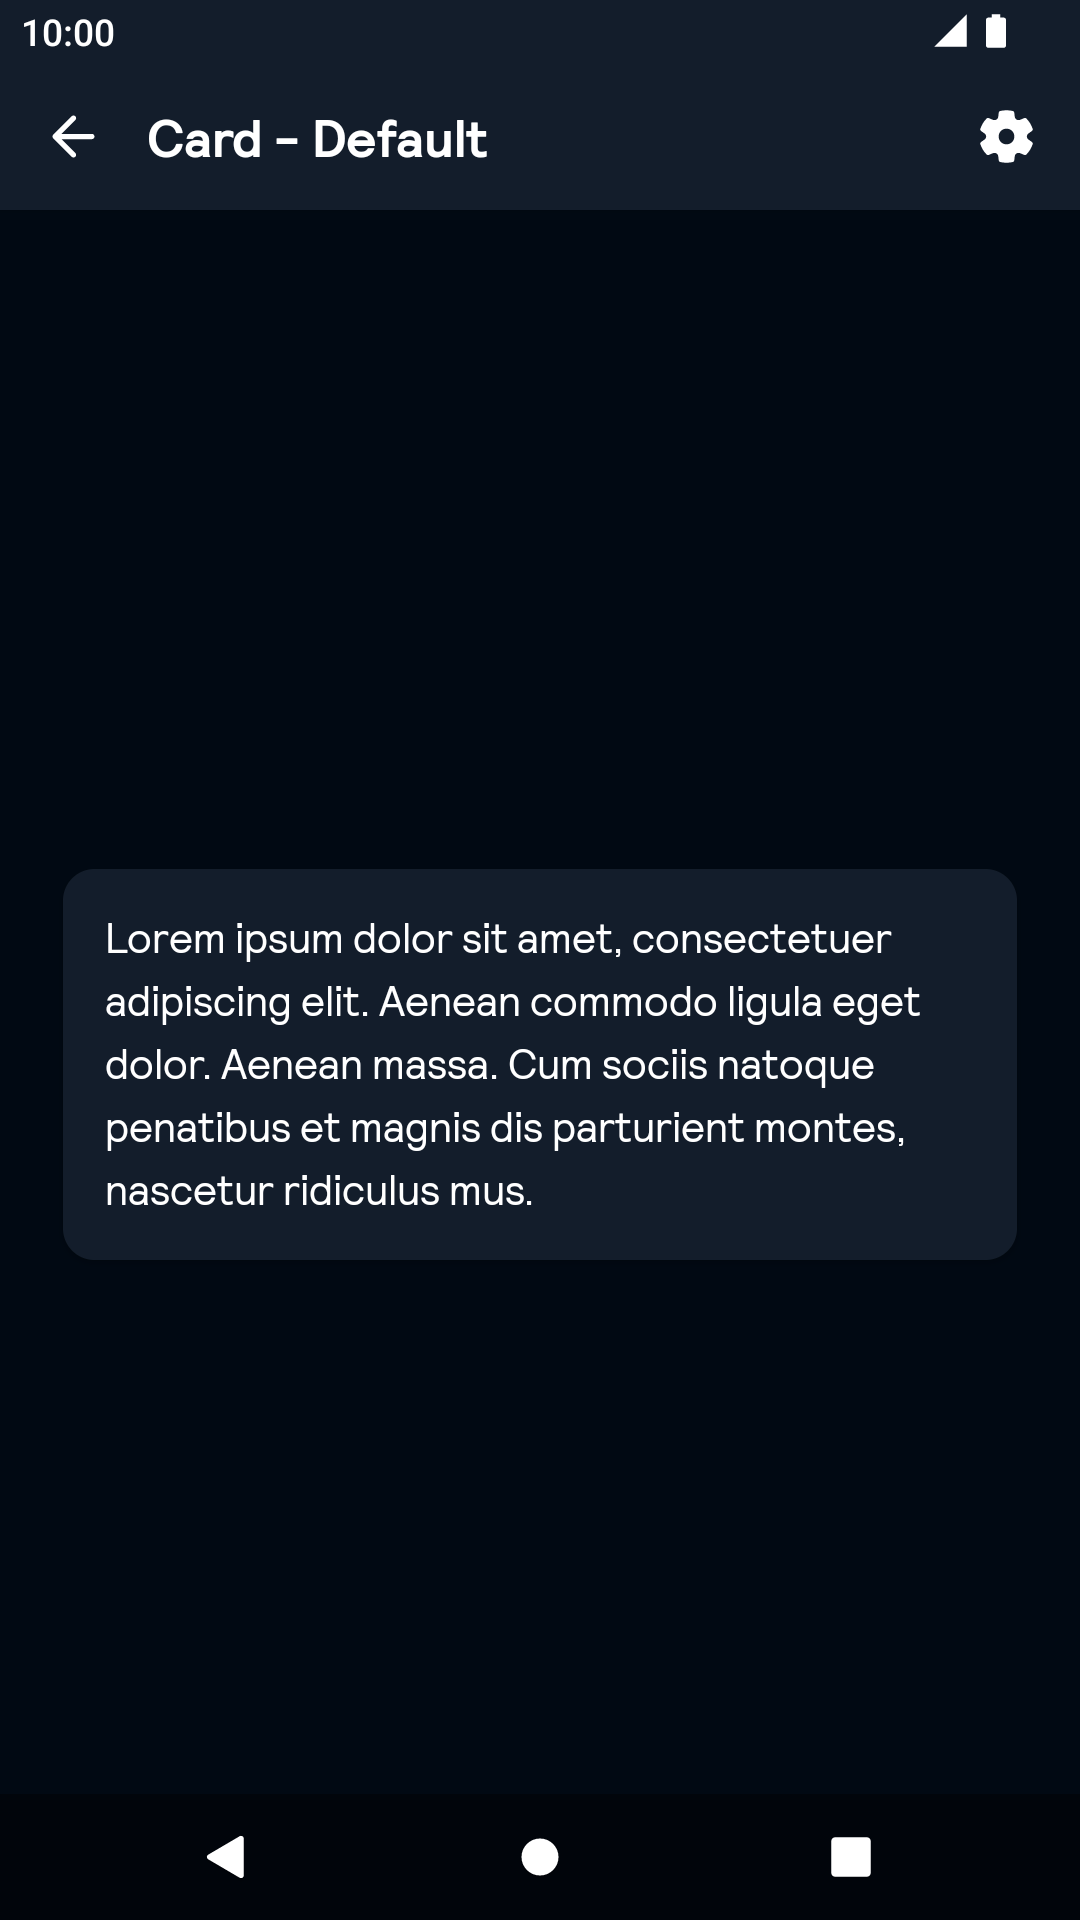 10:00
Card - Default
Lorem ipsum dolor sit amet, consectetuer
adipiscing elit. Aenean commodo ligula eget
dolor. Aenean massa. Cum sociis natoque
penatibus et magnis dis parturient montes,
nascetur ridiculus mus.